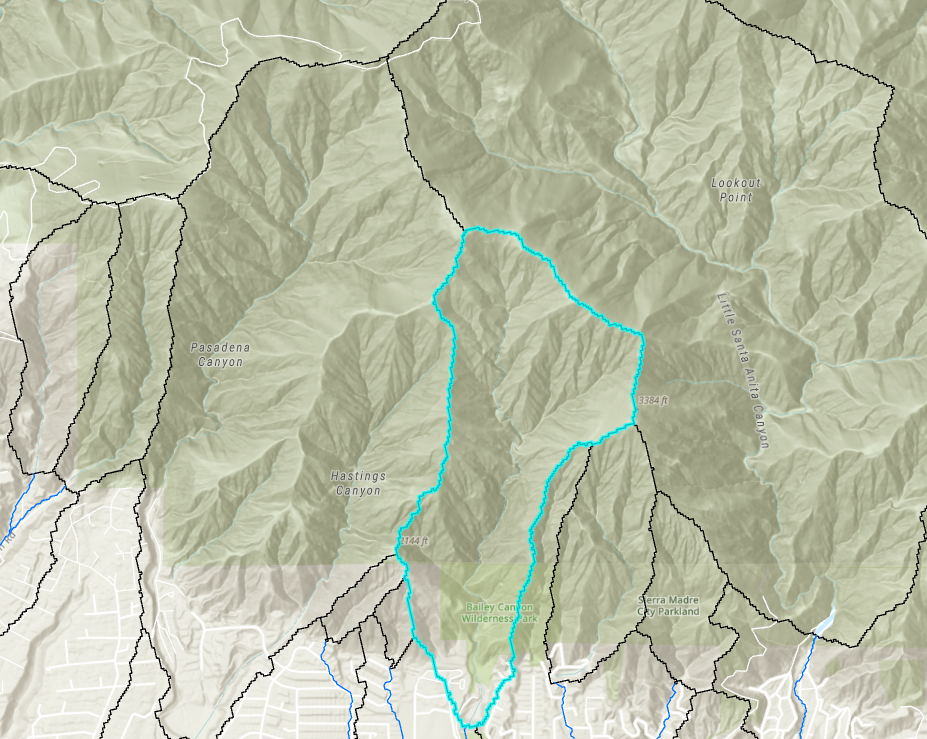 Lookout
Point
Pasadena
Canyon
Little Santa Anita Canyon
3384 ft
Hastings
Canyon
2144 ft
Bailey Canyon
Wilderness Park
Sierra Madre
City Parkland
Rd